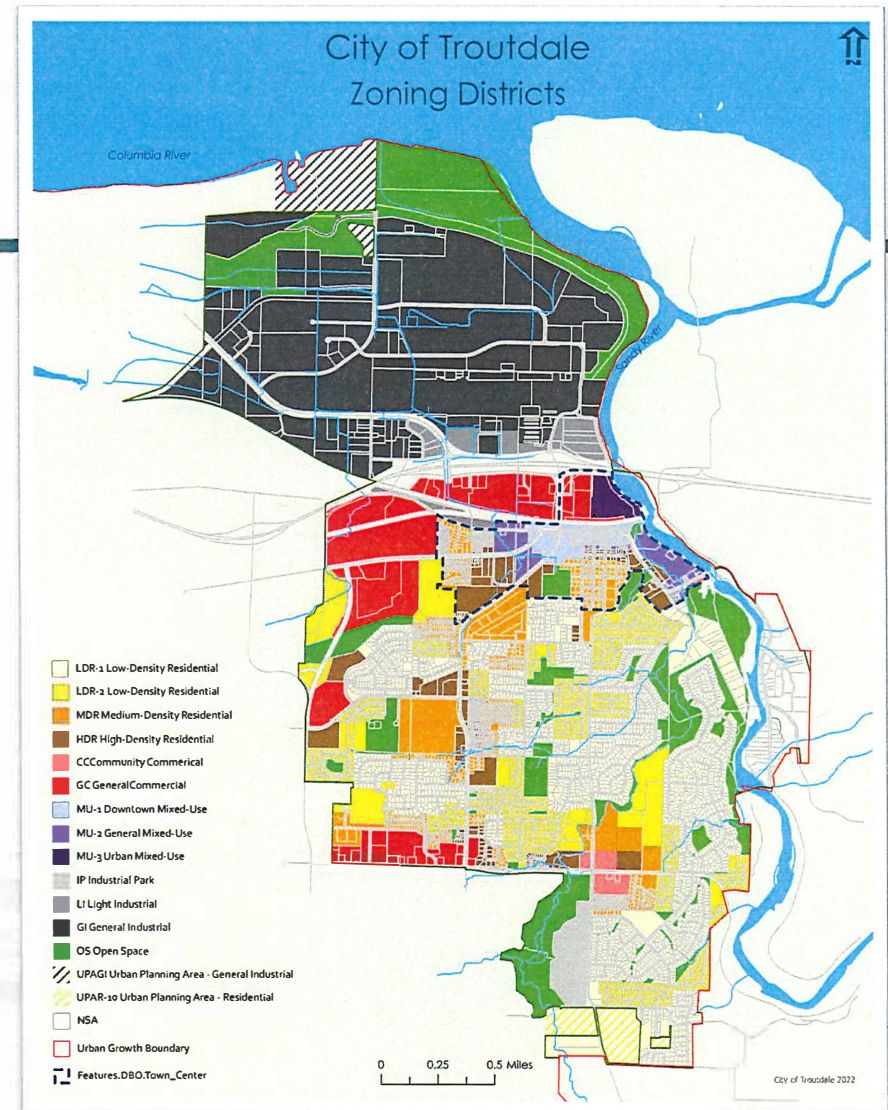 City of Troutdale
Zoning Districts
N
Columbia River
Sandy River
LDR-1 Low-Density Residential
LDR-2 Low-Density Residential
MDR Medium-Density Residential
HDR High-Density Residential
CCCommunity Commerical
GC GeneralCommercial
MU-1 Downtown Mixed-Use
MU-2 General Mixed-Use
MU-3 Urban Mixed-Use
IP Industrial Park
LI Light Industrial
GI General Industrial
OS Open Space
UPAGI Urban Planning Area - General Industrial
UPAR-10 Urban Planning Area - Residential
NSA
Urban Growth Boundary
Features.DBO.Town_Center
0 0.25 0.5 Miles
City of Troutdale 2022